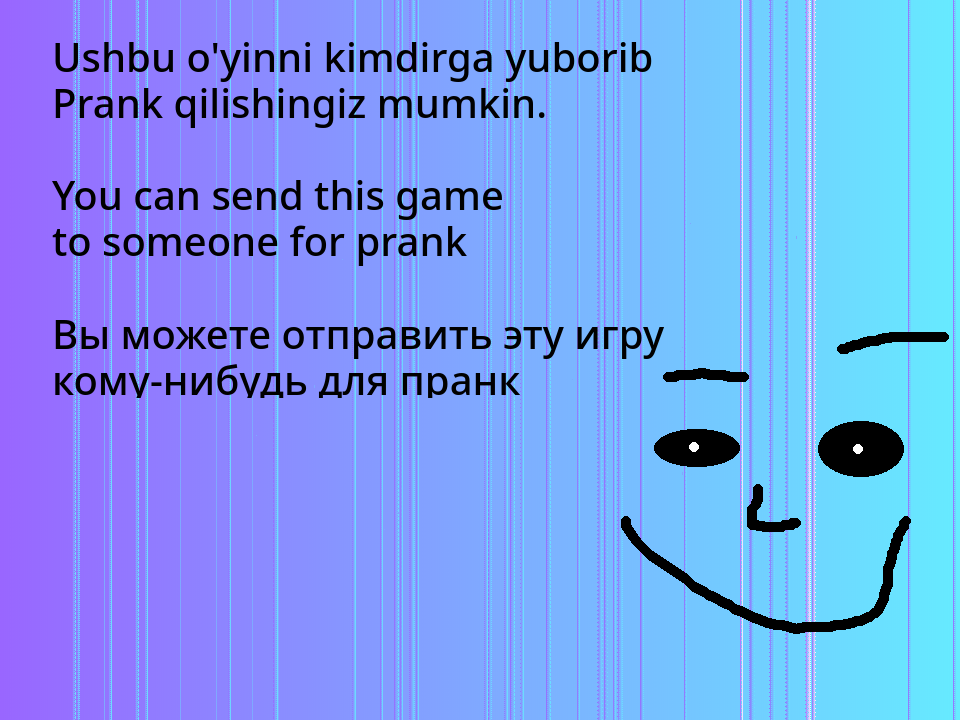 Ushbu o'yinni kimdirga yuborib
Prank qilishingiz mumkin.
You can send this game
to someone for prank
Вы можете отправить эту игру
кому-нибудь для пранк